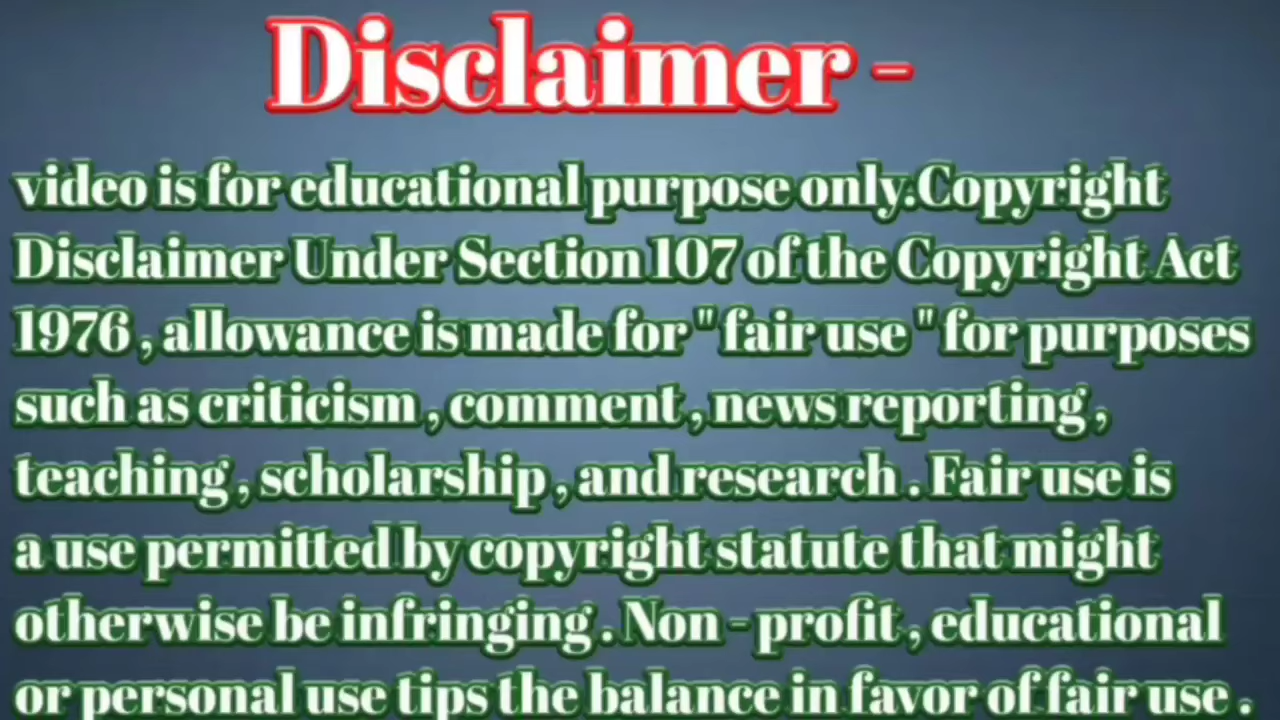 Disclaimer -
video is for educational purpose only.Copyright
Disclaimer Under Section 107 of the Copyright Act
1976 , allowance is made for " fair use " for purposes
such as criticism , comment , news reporting ,
teaching , scholarship , and research . Fair use is
a use permitted by copyright statute that might
otherwise be infringing . Non - profit , educational
or personal use tips the balance in favor of fair use .